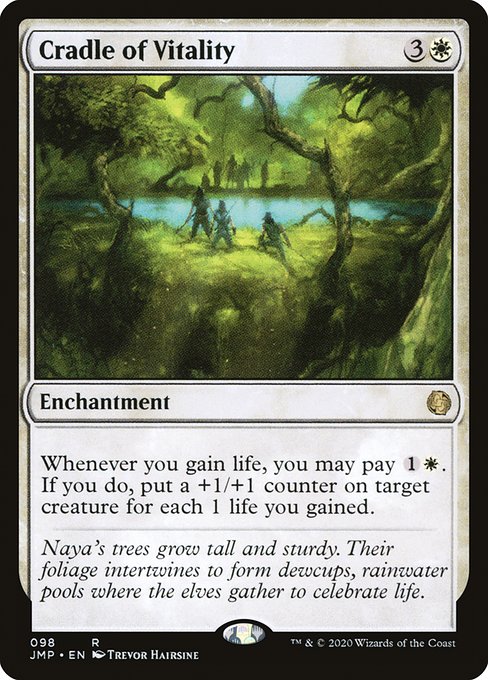 Cradle of Vitality 3
Enchantment
Whenever you gain life, you may pay 1 .
If you do, put a +1/+1 counter on target
creature for each 1 life you gained.
Naya's trees grow tall and sturdy. Their
foliage intertwines to form dewcups, rainwater
pools where the elves gather to celebrate life.
098 R
JMP • EN Trevor Hairsine
™ & © 2020 Wizards of the Coast